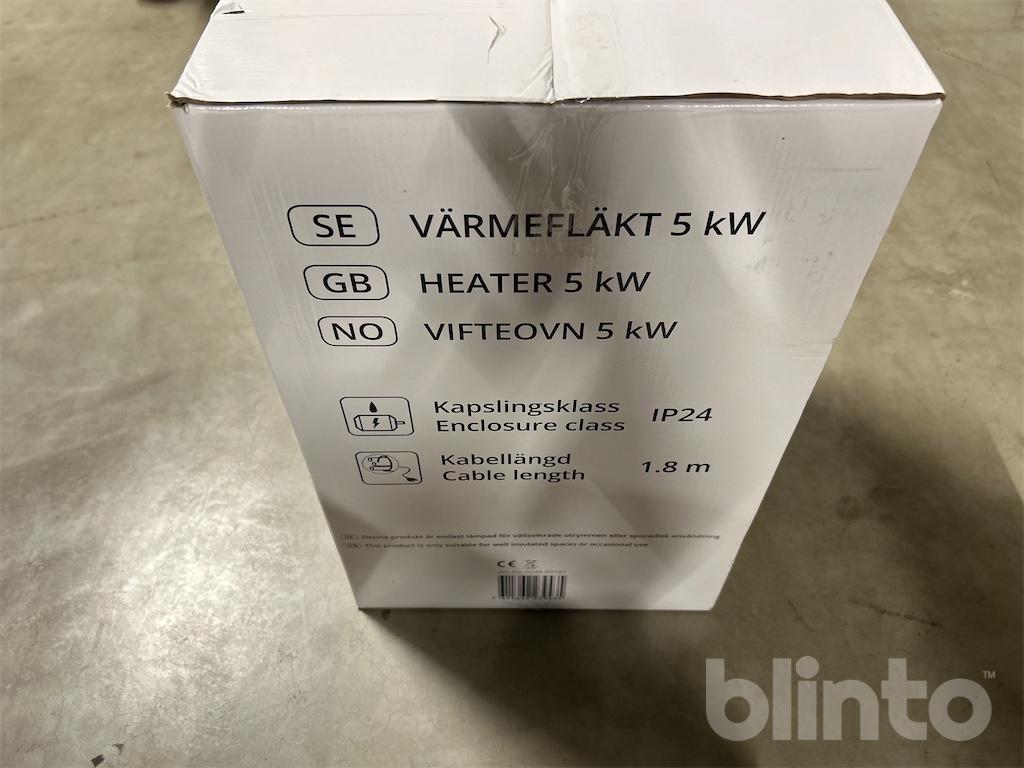 SE VÄRMEFLÄKT 5 kW
GB HEATER 5 kW
NO VIFTEOVN 5 kW
Kapslingsklass
Enclosure class IP24
Kabellängd
Cable length 1.8 m
SE Denna produkt är endast lämpad för välisolerade utrymmen eller sporadisk användning
GB This product is only suitable for well insulated spaces or occasional use
CE
blinto™